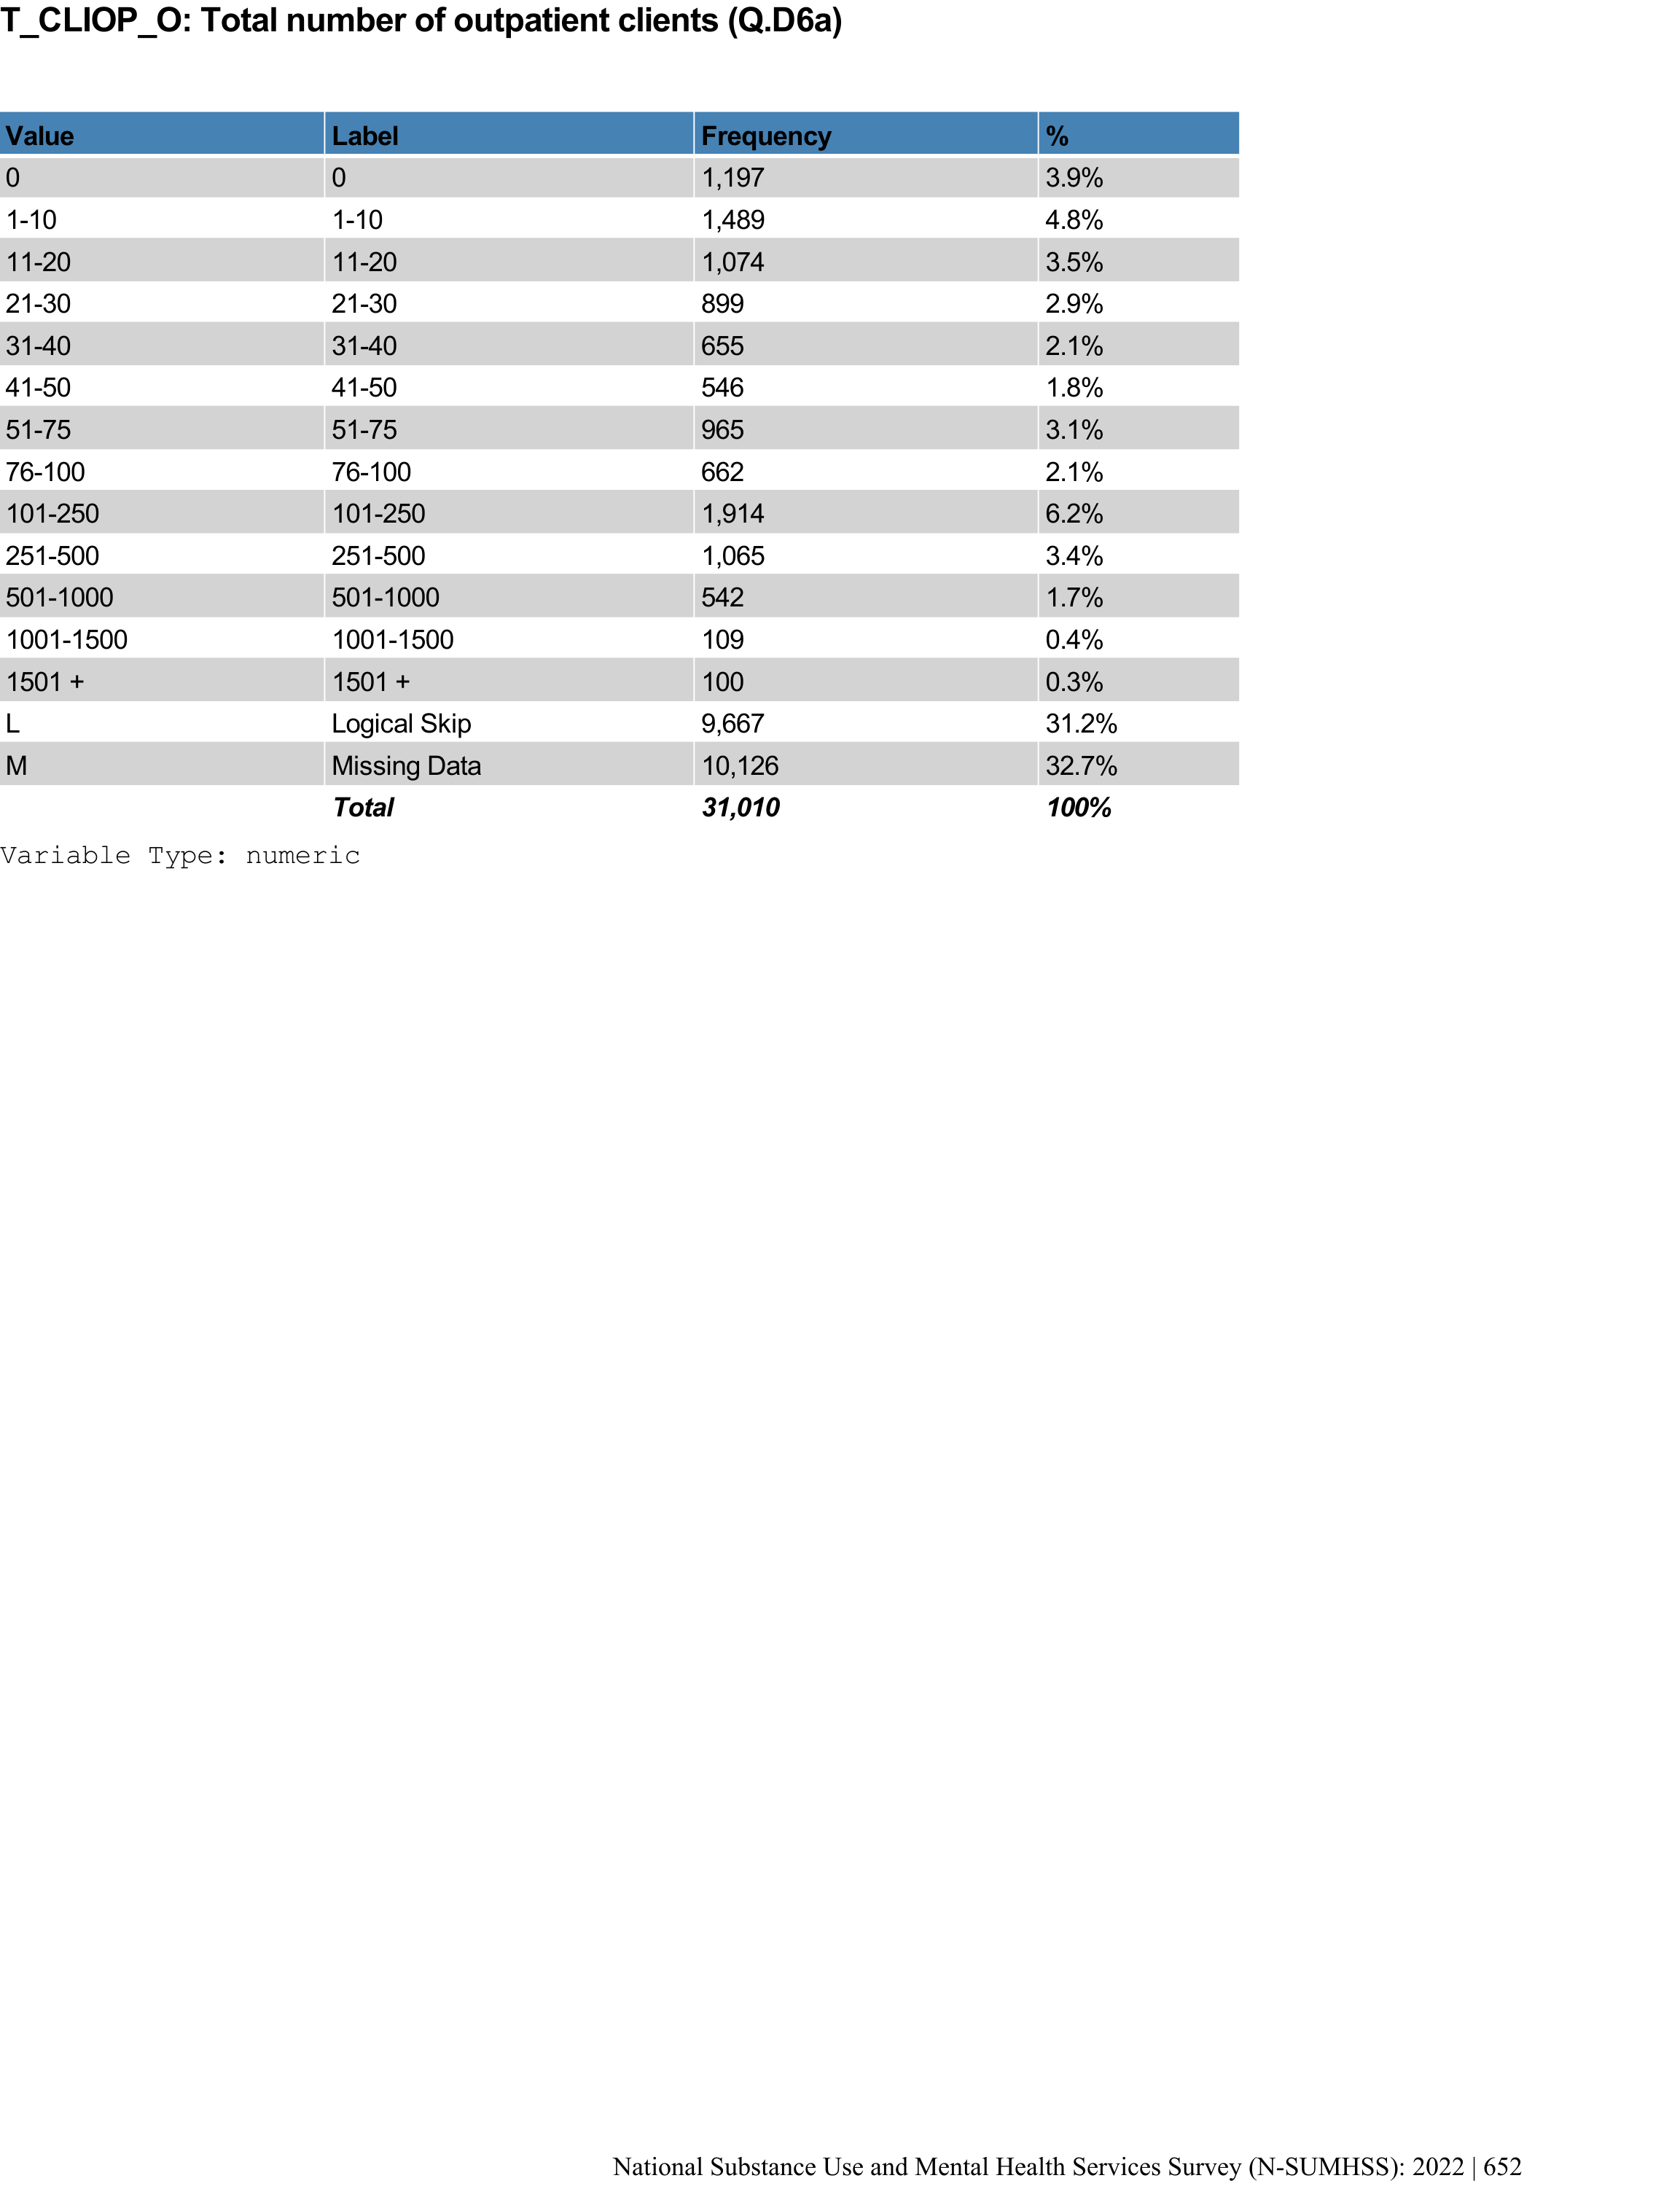 T_CLIOP_O: Total number of outpatient clients (Q.D6a)
Value Label Frequency %
0 0 1,197 3.9%
1-10 1-10 1,489 4.8%
11-20 11-20 1,074 3.5%
21-30 21-30 899 2.9%
31-40 31-40 655 2.1%
41-50 41-50 546 1.8%
51-75 51-75 965 3.1%
76-100 76-100 662 2.1%
101-250 101-250 1,914 6.2%
251-500 251-500 1,065 3.4%
501-1000 501-1000 542 1.7%
1001-1500 1001-1500 109 0.4%
1501 + 1501 + 100 0.3%
L Logical Skip 9,667 31.2%
M Missing Data 10,126 32.7%
Total 31,010 100%
Variable Type: numeric
National Substance Use and Mental Health Services Survey (N-SUMHSS): 2022 | 652